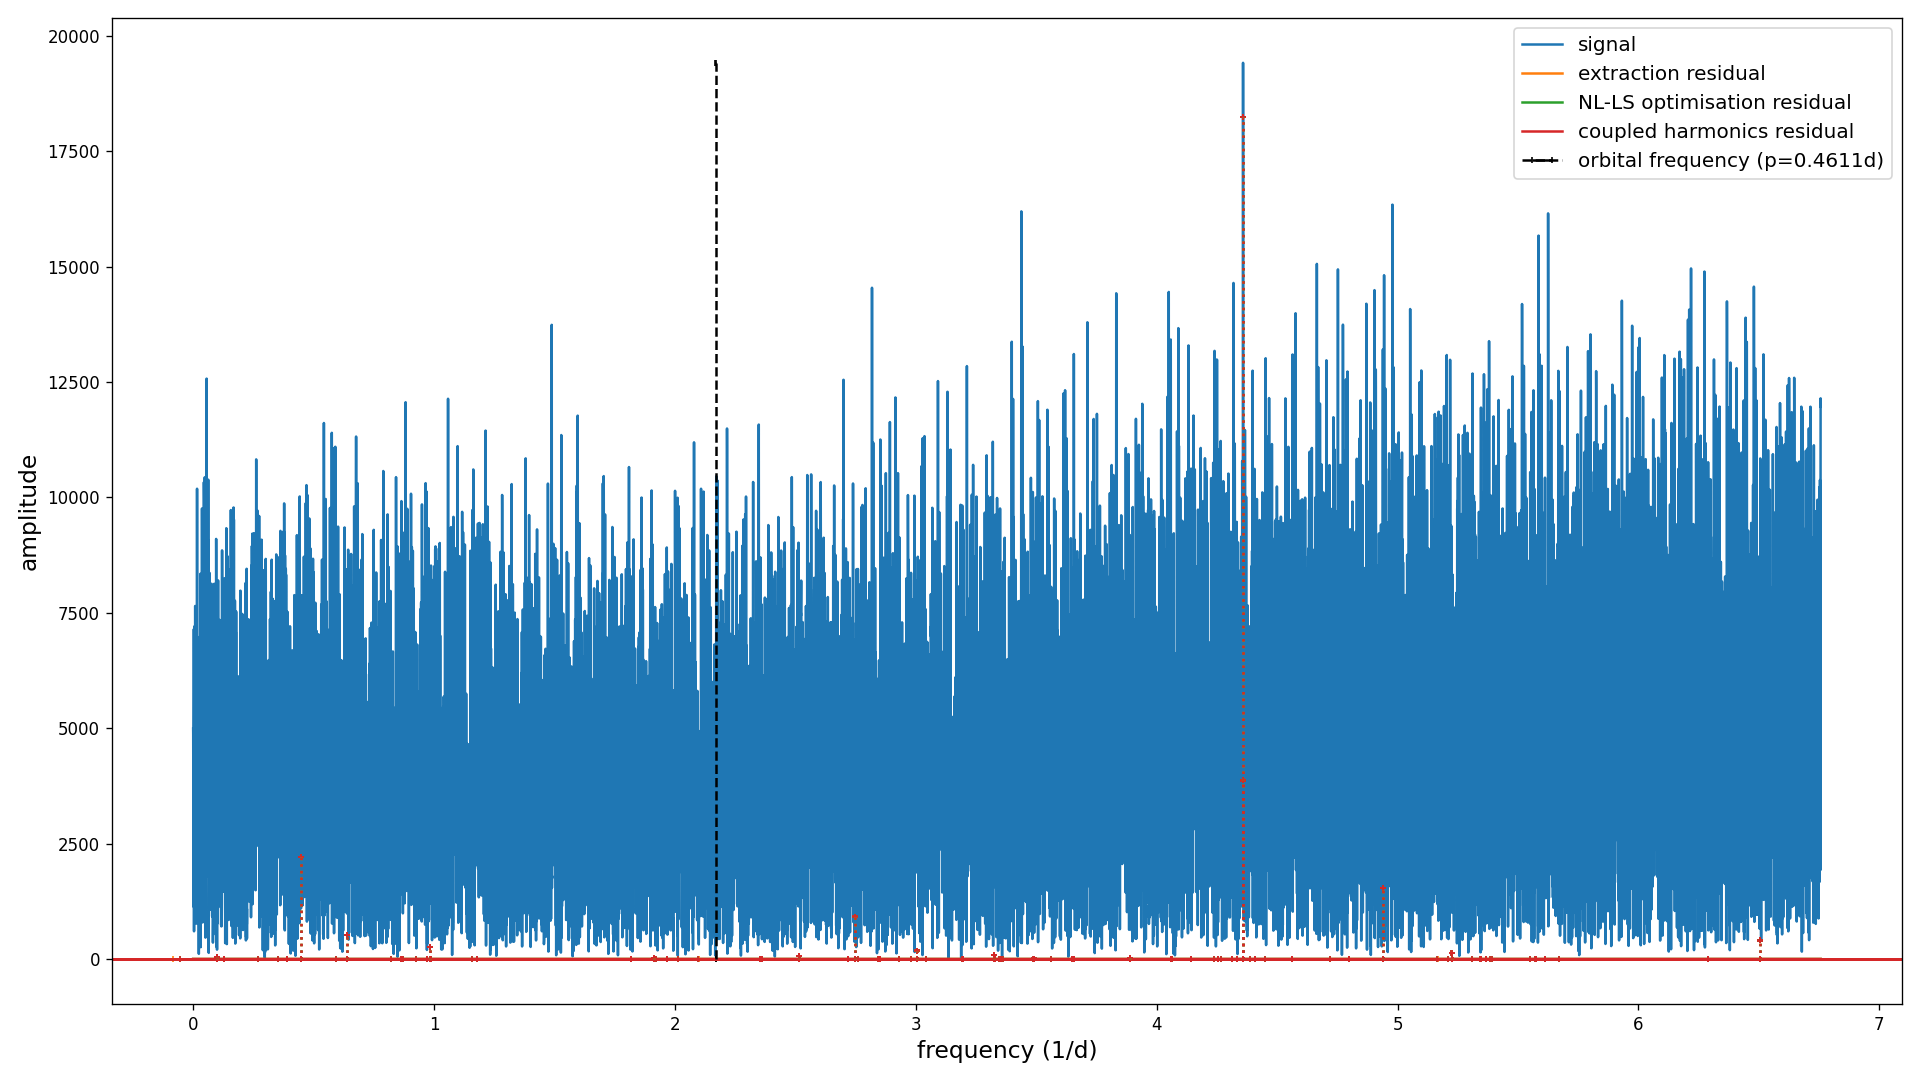 20000
17500
15000
12500
10000
7500
5000
2500
0
amplitude
0 1 2 3 4 5 6 7
frequency (1/d)
signal
extraction residual
NL-LS optimisation residual
coupled harmonics residual
orbital frequency (p=0.4611d)